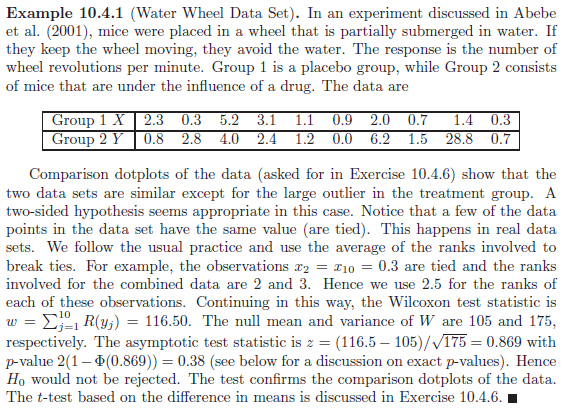 Example 10.4.1 (Water Wheel Data Set). In an experiment discussed in Abebe
et al. (2001), mice were placed in a wheel that is partially submerged in water. If
they keep the wheel moving, they avoid the water. The response is the number of
wheel revolutions per minute. Group 1 is a placebo group, while Group 2 consists
of mice that are under the influence of a drug. The data are
Group 1 X 2.3 0.3 5.2 3.1 1.1 0.9 2.0 0.7 1.4 0.3
Group 2 Y 0.8 2.8 4.0 2.4 1.2 0.0 6.2 1.5 28.8 0.7
Comparison dotplots of the data (asked for in Exercise 10.4.6) show that the
two data sets are similar except for the large outlier in the treatment group. A
two-sided hypothesis seems appropriate in this case. Notice that a few of the data
points in the data set have the same value (are tied). This happens in real data
sets. We follow the usual practice and use the average of the ranks involved to
break ties. For example, the observations x₂ = x₁₀ = 0.3 are tied and the ranks
involved for the combined data are 2 and 3. Hence we use 2.5 for the ranks of
each of these observations. Continuing in this way, the Wilcoxon test statistic is
w = ∑¹⁰ⱼ₌₁ R(yⱼ) = 116.50. The null mean and variance of W are 105 and 175,
respectively. The asymptotic test statistic is z = (116.5 − 105)/√175 = 0.869 with
p-value 2(1 − Φ(0.869)) = 0.38 (see below for a discussion on exact p-values). Hence
H₀ would not be rejected. The test confirms the comparison dotplots of the data.
The t-test based on the difference in means is discussed in Exercise 10.4.6. ■